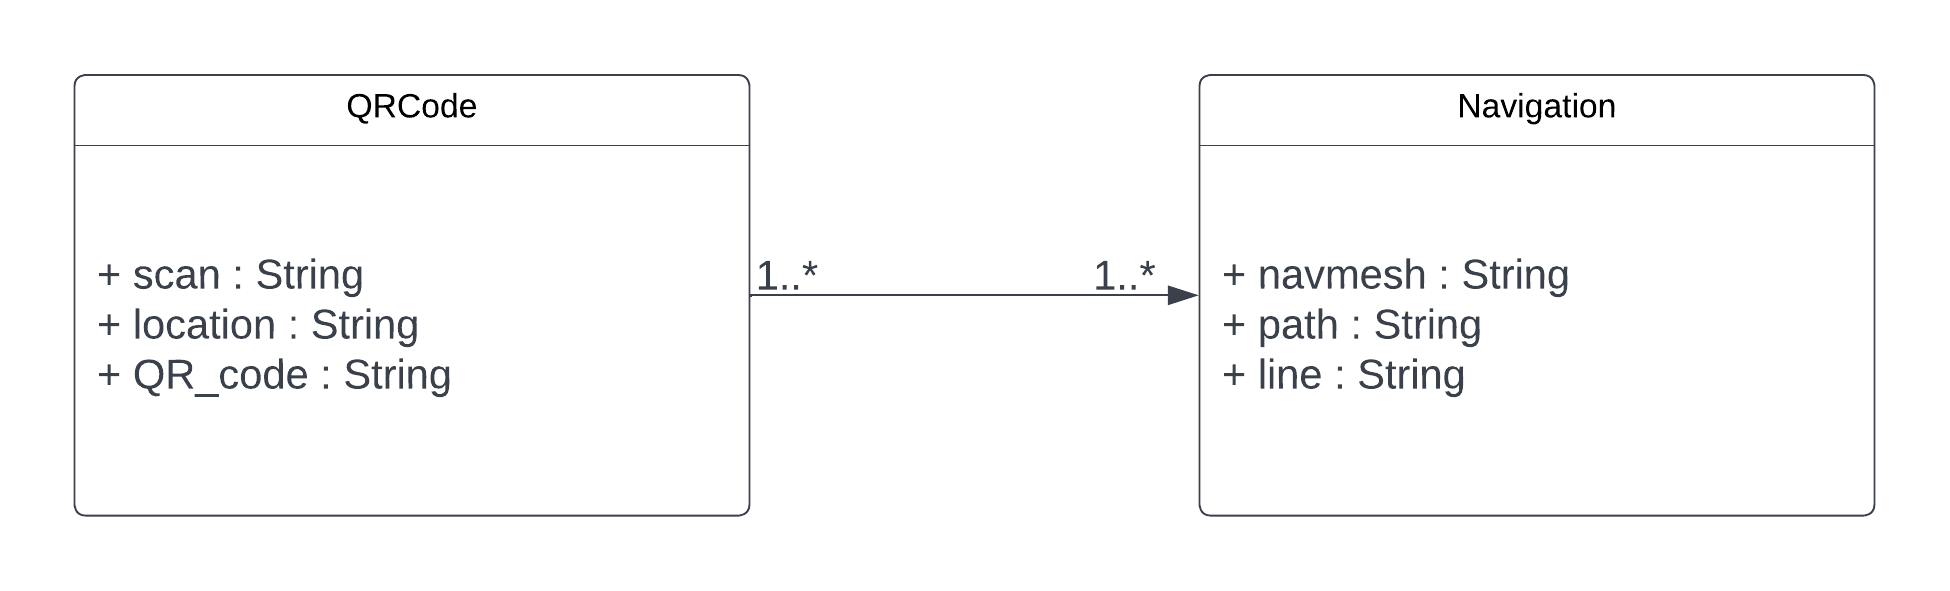 QRCode
+ scan : String
+ location : String
+ QR_code : String
1..*
1..*
Navigation
+ navmesh : String
+ path : String
+ line : String